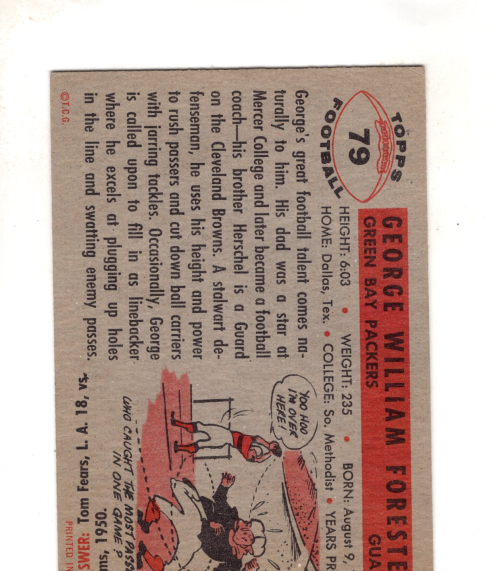 TOPPS
79
FOOTBALL
GEORGE WILLIAM FORESTE
GREEN BAY PACKERS
GUA
HEIGHT: 6:03 • WEIGHT: 235 • BORN: August 9,
HOME: Dallas, Tex. • COLLEGE: So. Methodist • YEARS PR
George's great football talent comes na-
turally to him. His dad was a star at
Mercer College and later became a football
coach—his brother Herschel is a Guard
on the Cleveland Browns. A stalwart de-
fenseman, he uses his height and power
to rush passers and cut down ball carriers
with jarring tackles. Occasionally, George
is called upon to fill in as linebacker
where he excels at plugging up holes
in the line and swatting enemy passes.
©T.C.G.
YOO HOO
I'M OVER
HERE!
WHO CAUGHT THE MOST PASS
IN ONE GAME?
SWER: Tom Fears, L. A. 18, vs.
ms, 1950.
PRINTED IN